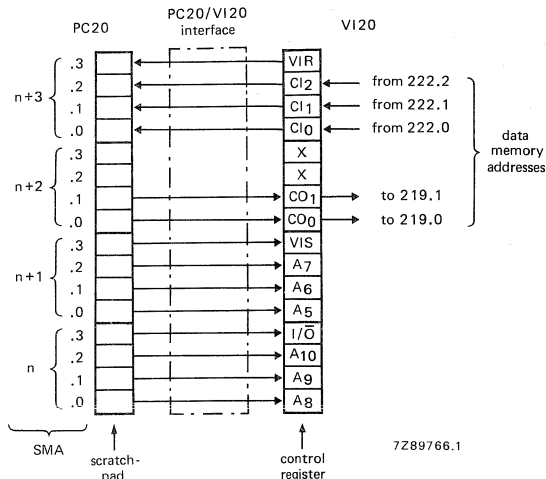 PC20
PC20/VI20
interface
VI20
n+3
.3 VIR
.2 CI2 from 222.2
.1 CI1 from 222.1
.0 CI0 from 222.0
data
memory
addresses
n+2
.3 X
.2 X
.1 CO1 to 219.1
.0 CO0 to 219.0
n+1
.3 VIS
.2 A7
.1 A6
.0 A5
n
.3 I/O̅
.2 A10
.1 A9
.0 A8
SMA
scratch-
pad
control
register
7Z89766.1